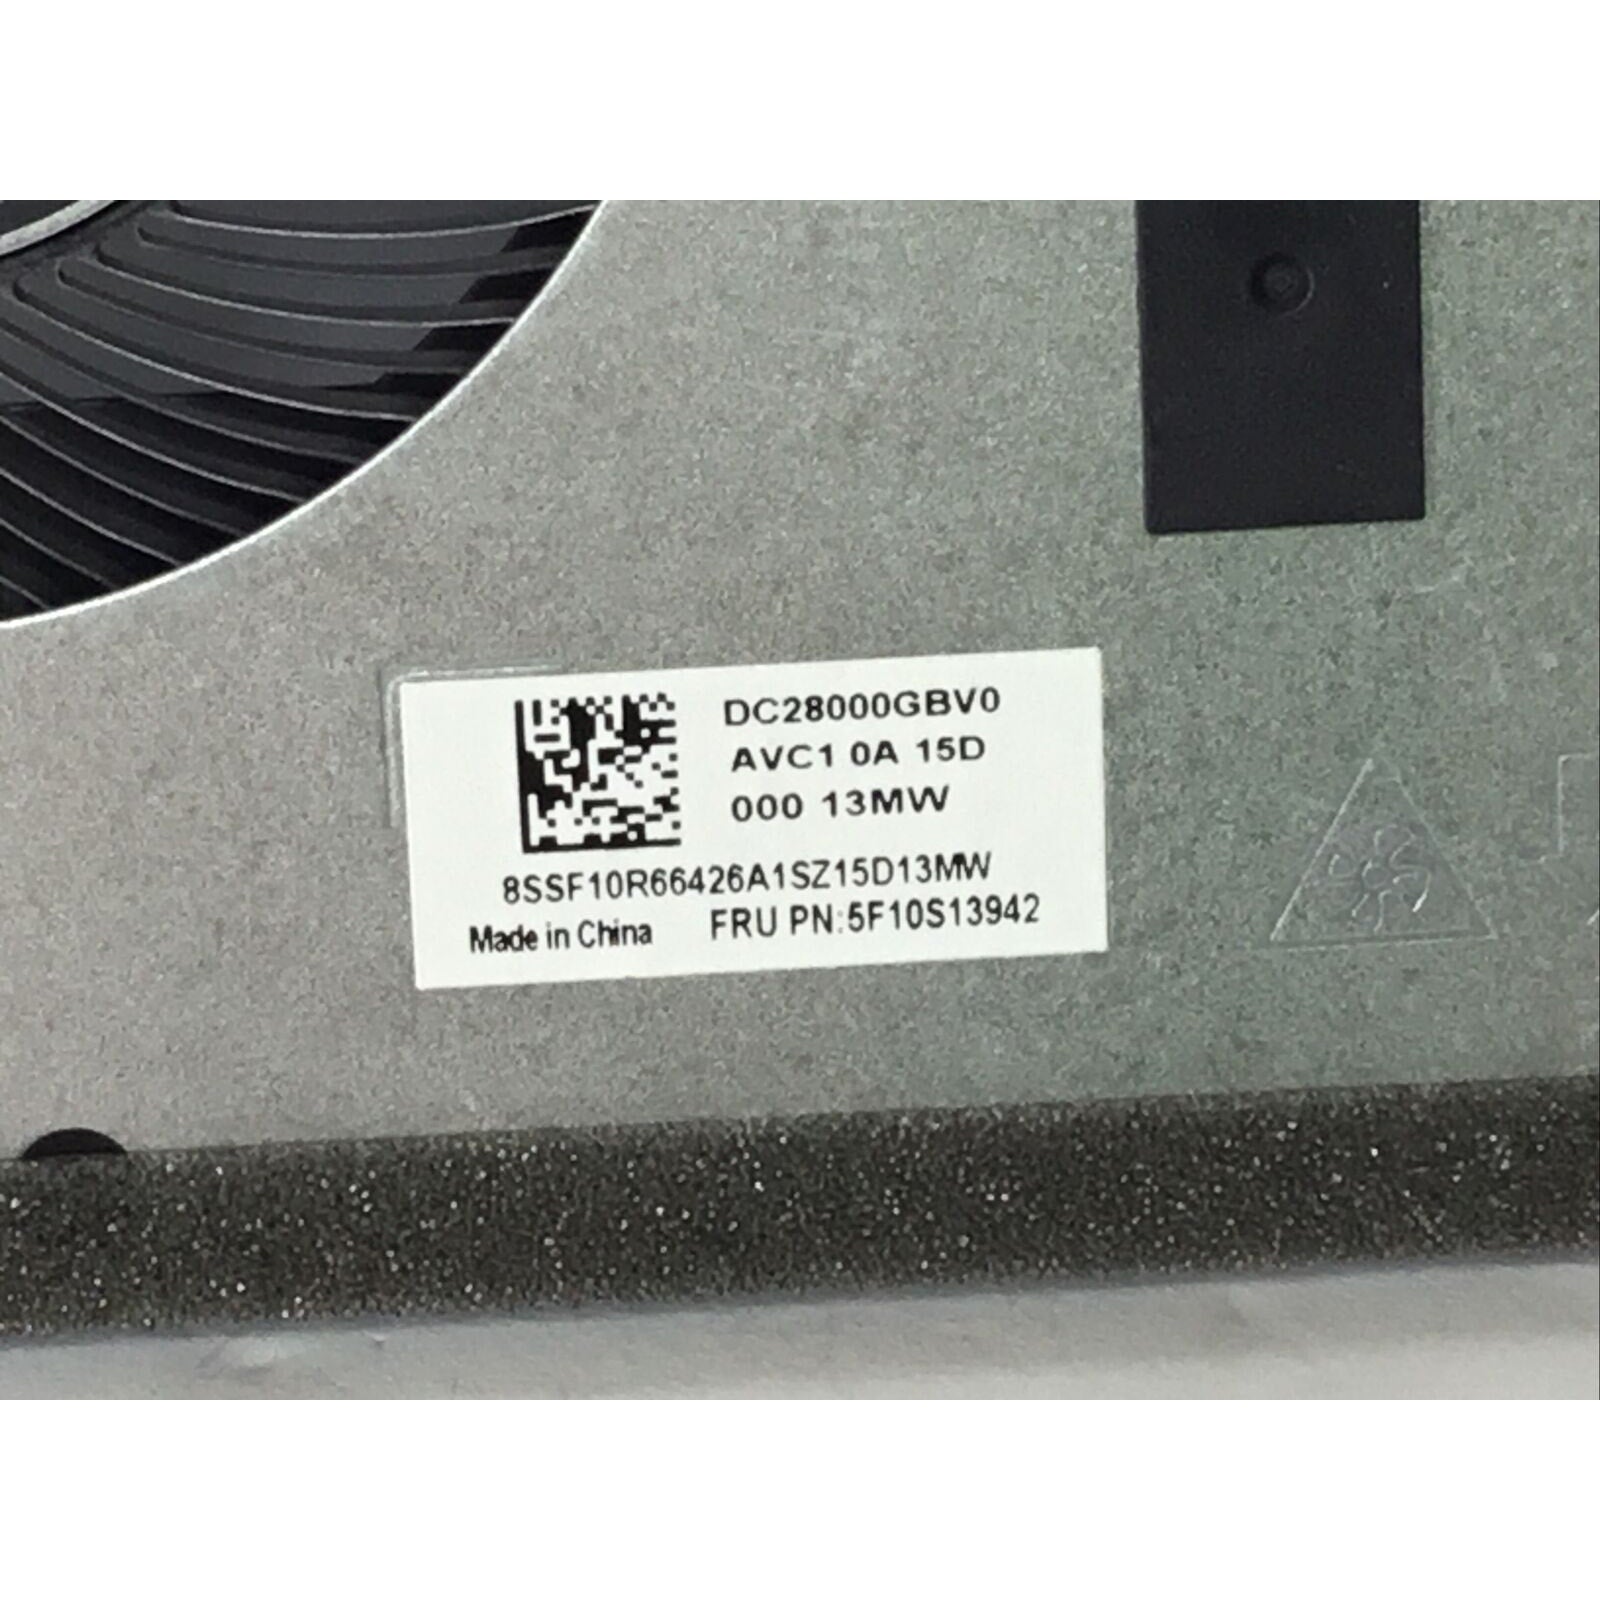 DC28000GBV0
AVC1 0A 15D
000 13MW
8SSF10R66426A1SZ15D13MW
Made in China FRU PN:5F10S13942